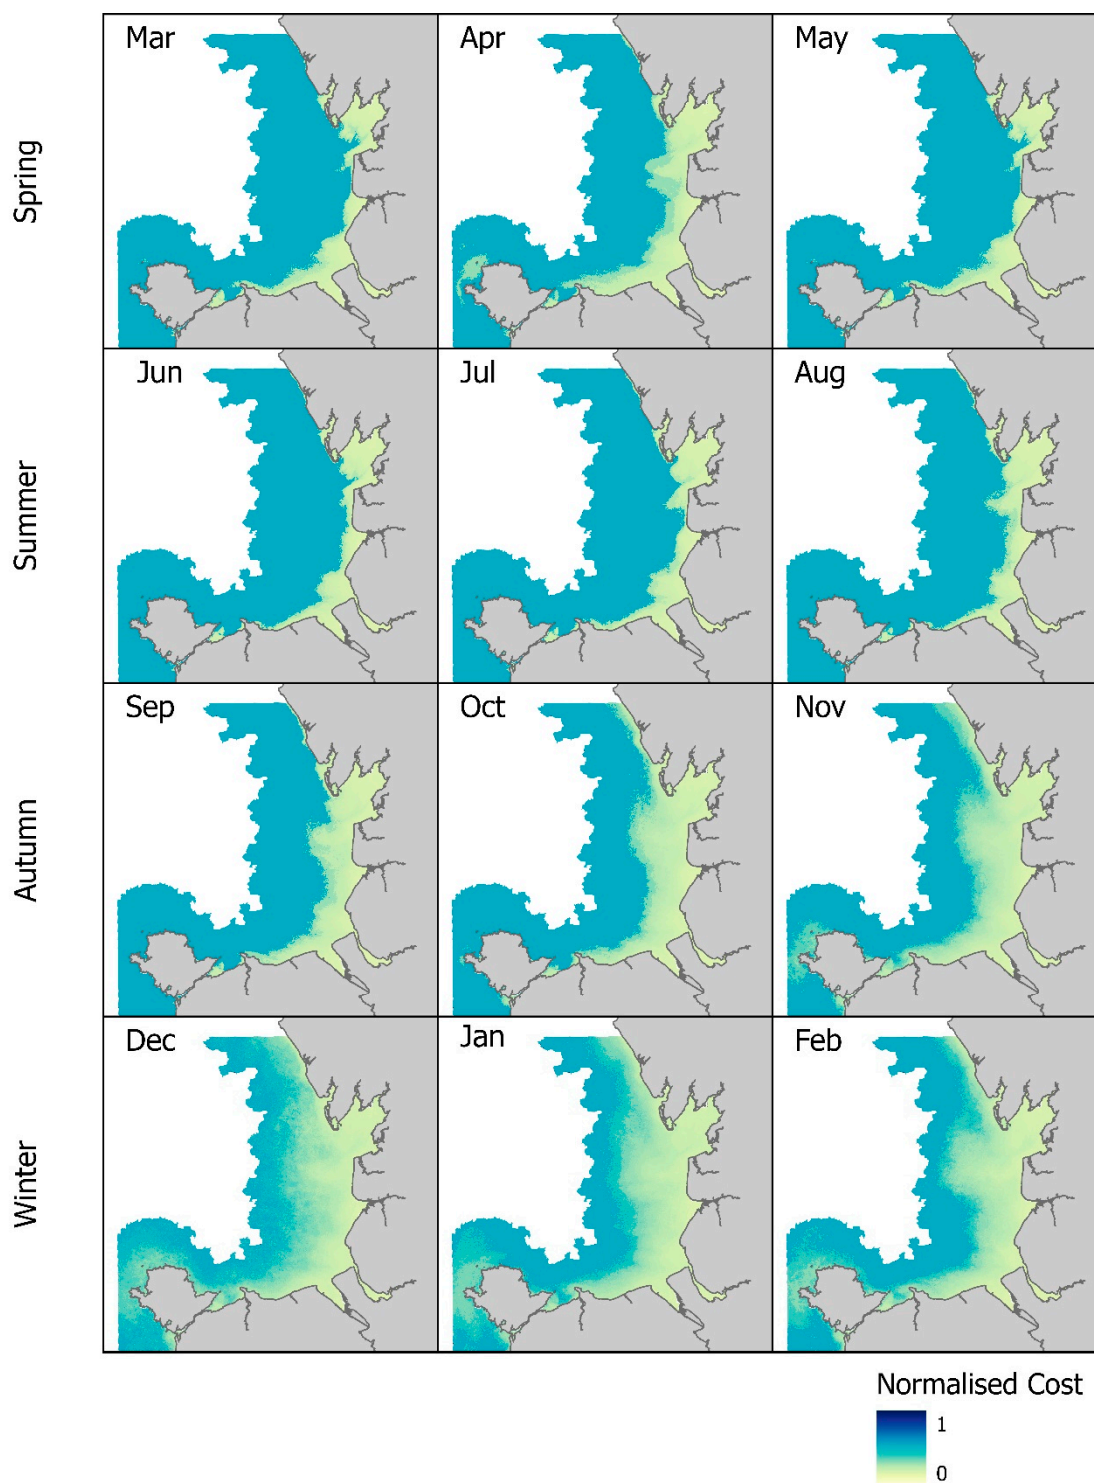 Spring
Mar
Apr
May
Summer
Jun
Jul
Aug
Autumn
Sep
Oct
Nov
Winter
Dec
Jan
Feb
Normalised Cost
1
0